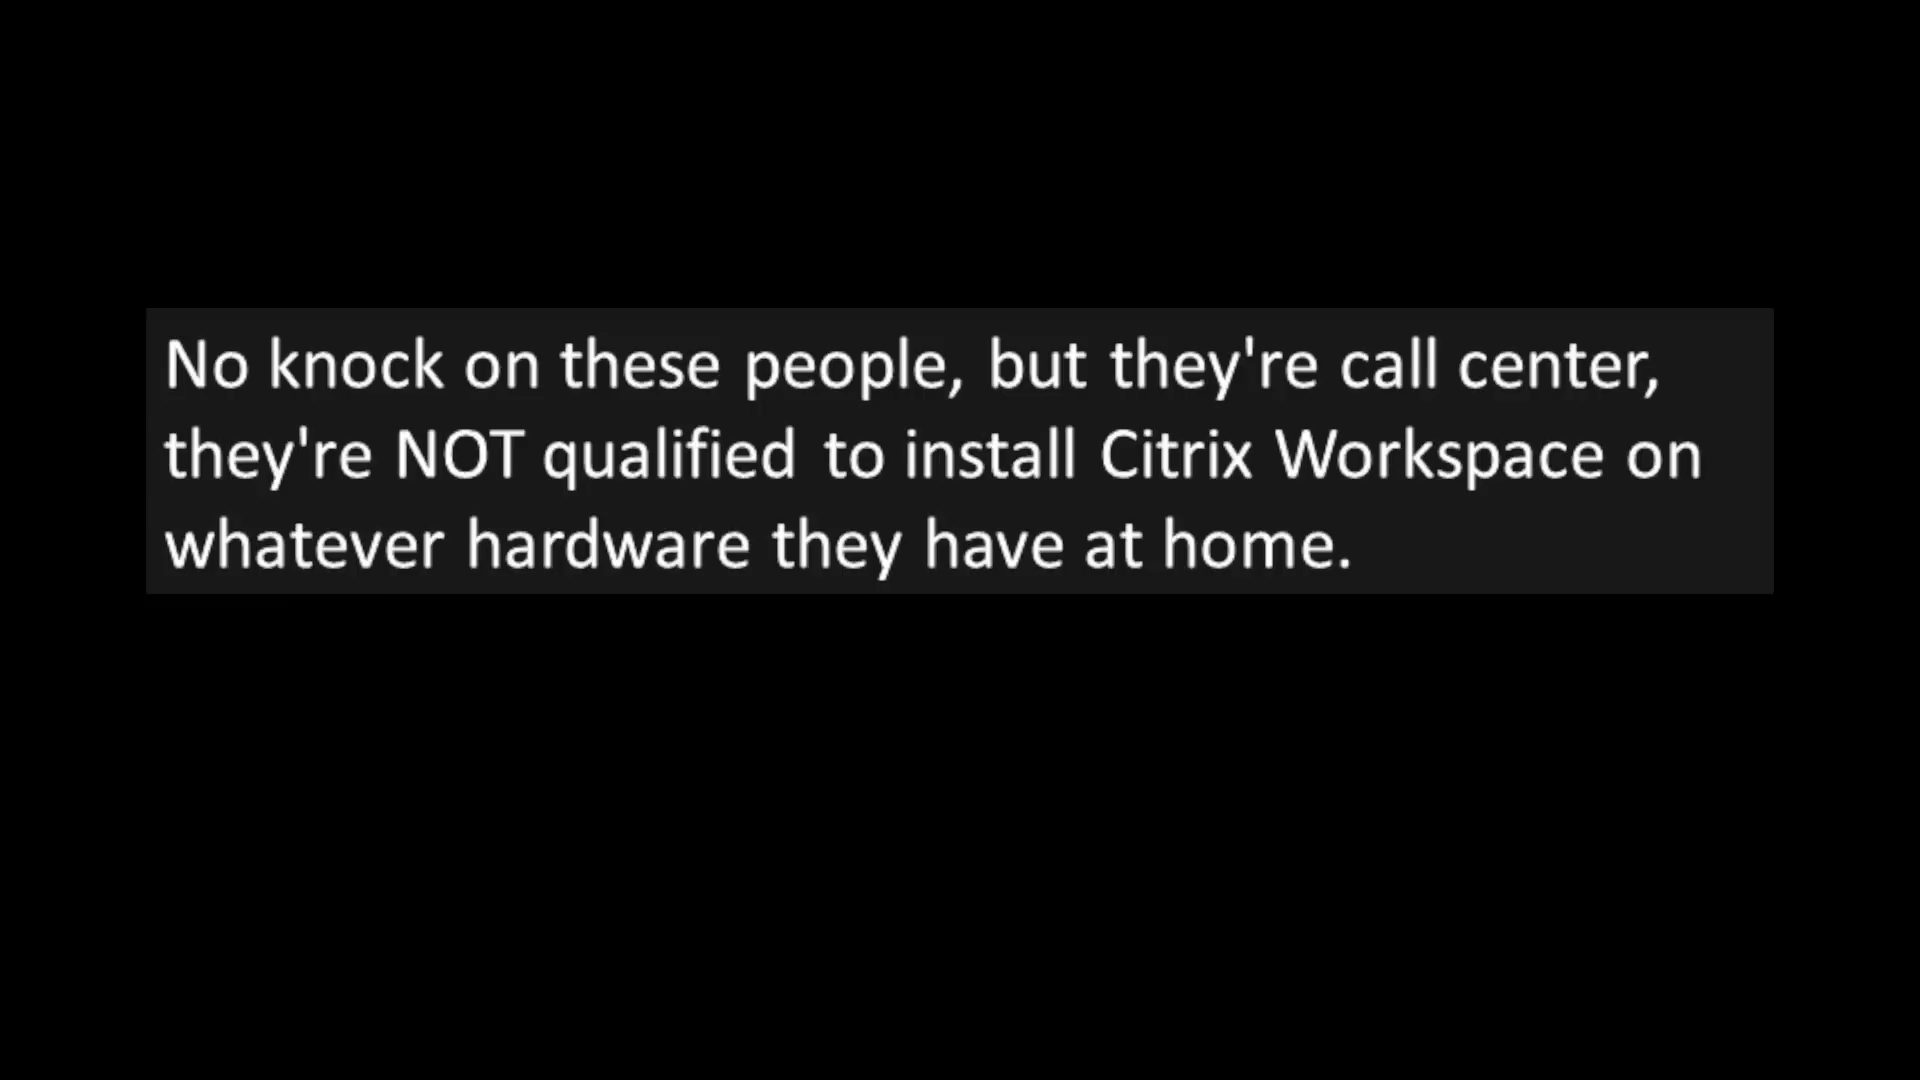 No knock on these people, but they're call center,
they're NOT qualified to install Citrix Workspace on
whatever hardware they have at home.